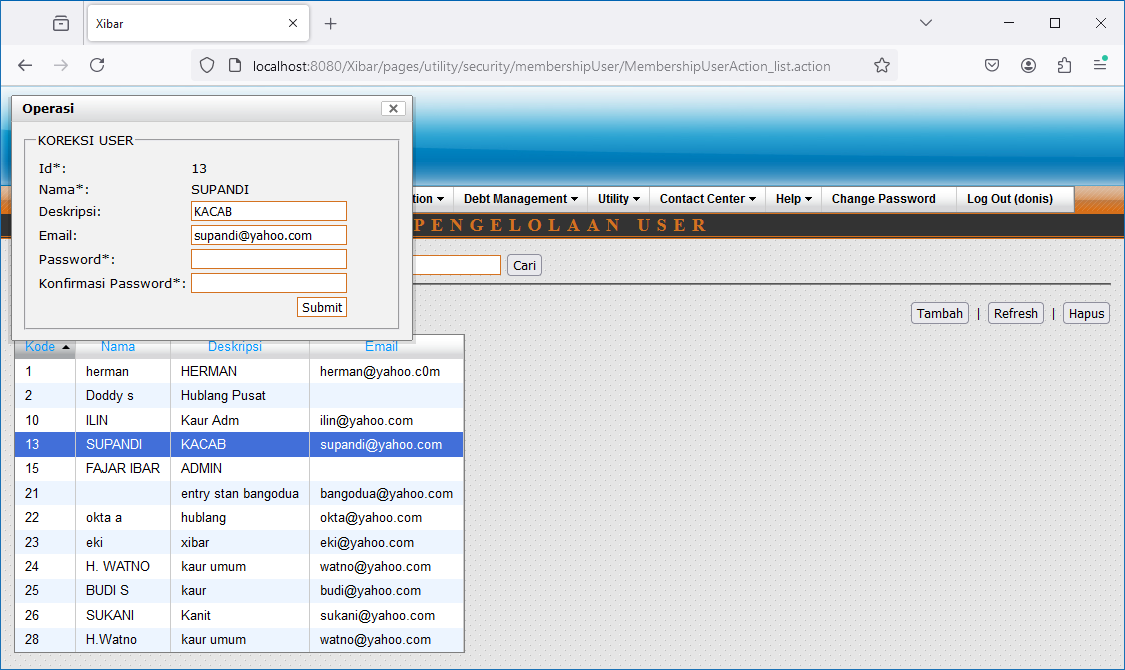 Xibar
localhost:8080/Xibar/pages/utility/security/membershipUser/MembershipUserAction_list.action
Operasi
KOREKSI USER
Id*: 13
Nama*: SUPANDI
Deskripsi: KACAB
Email: supandi@yahoo.com
Password*:
Konfirmasi Password*:
Submit
tion Debt Management Utility Contact Center Help Change Password Log Out (donis)
PENGELOLAAN USER
Cari
Tambah | Refresh | Hapus
Kode Nama Deskripsi Email
1 herman HERMAN herman@yahoo.c0m
2 Doddy s Hublang Pusat
10 ILIN Kaur Adm ilin@yahoo.com
13 SUPANDI KACAB supandi@yahoo.com
15 FAJAR IBAR ADMIN
21 entry stan bangodua bangodua@yahoo.com
22 okta a hublang okta@yahoo.com
23 eki xibar eki@yahoo.com
24 H. WATNO kaur umum watno@yahoo.com
25 BUDI S kaur budi@yahoo.com
26 SUKANI Kanit sukani@yahoo.com
28 H.Watno kaur umum watno@yahoo.com